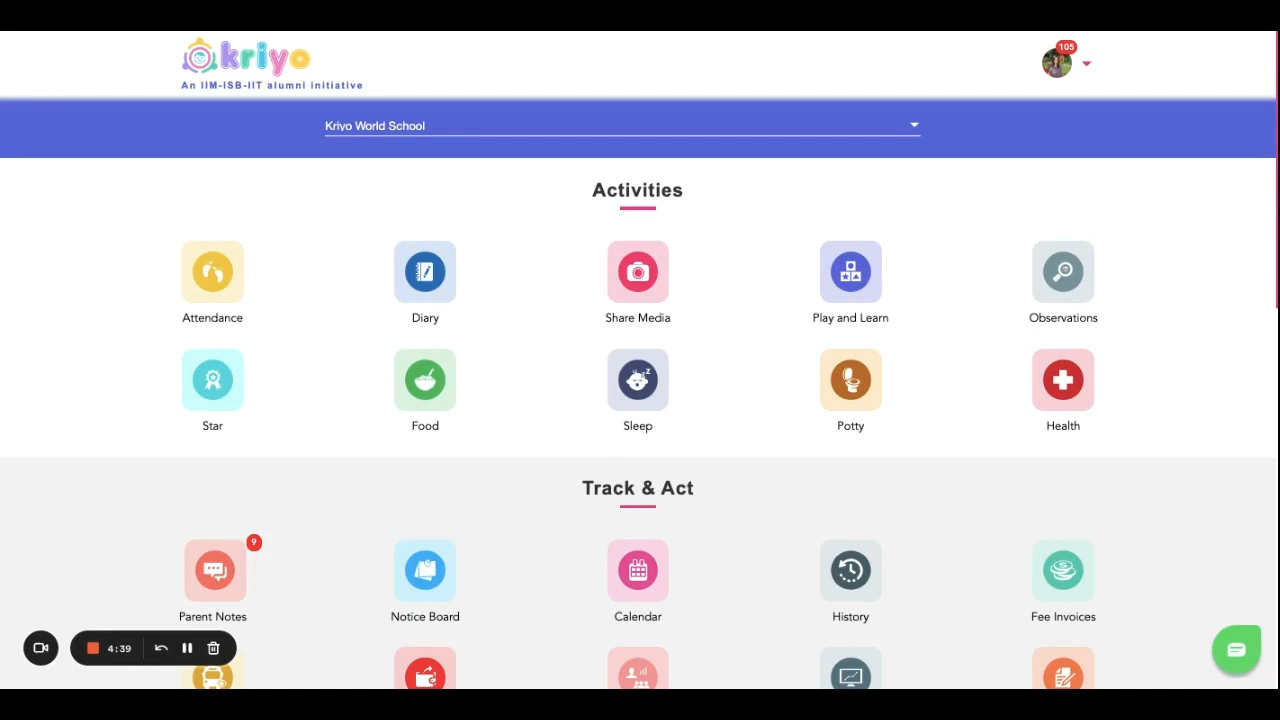 kriyo
An IIM-ISB-IIT alumni initiative
105
Kriyo World School
Activities
Attendance
Diary
Share Media
Play and Learn
Observations
Star
Food
z
Sleep
Potty
Health
Track & Act
9
Parent Notes
Notice Board
Calendar
History
Fee Invoices
4:39